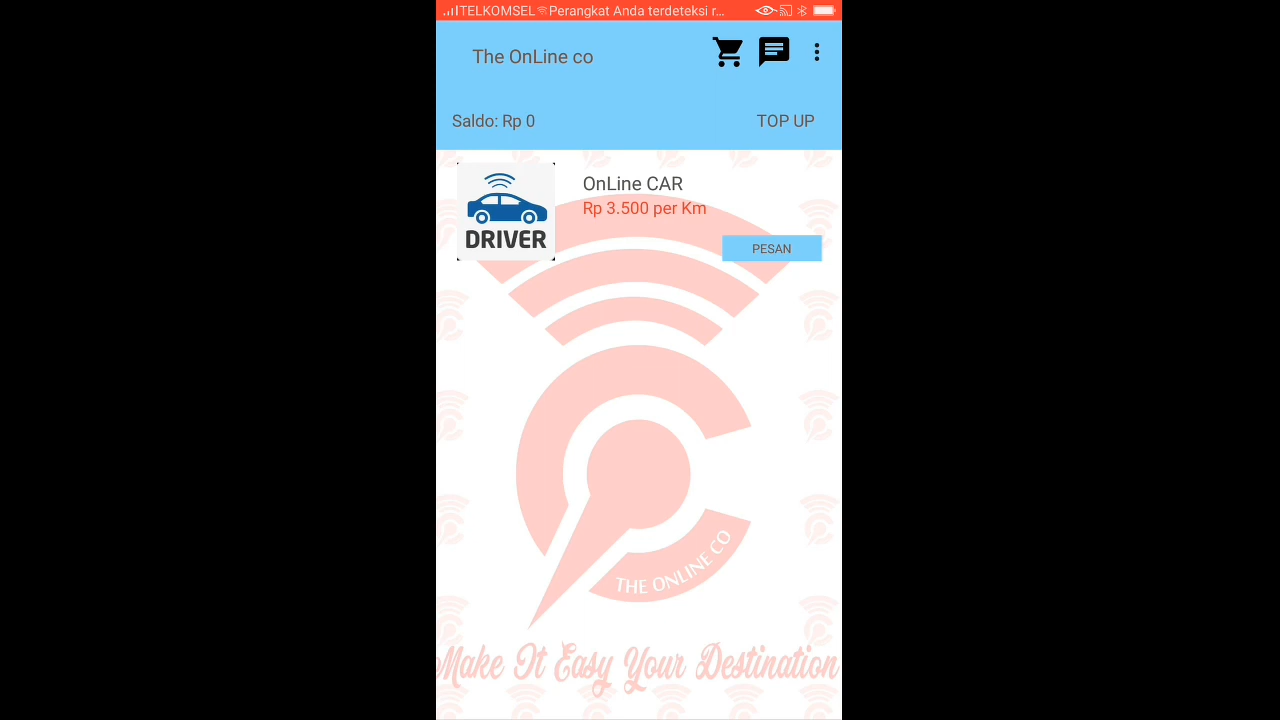 TELKOMSEL Perangkat Anda terdeteksi r...
The OnLine co
Saldo: Rp 0
TOP UP
OnLine CAR
Rp 3.500 per Km
DRIVER
PESAN
THE ONLINE CO
Make It Easy Your Destination